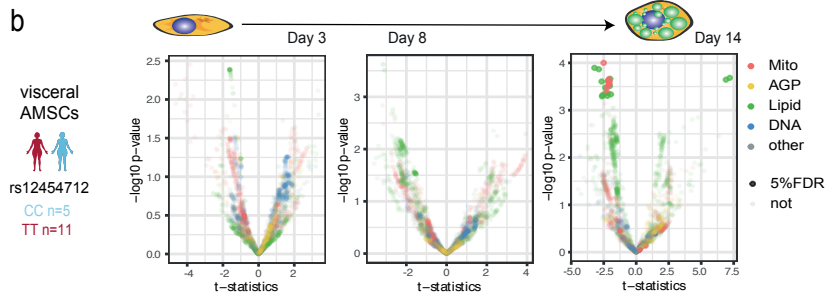 b
Day 3
Day 8
Day 14
visceral
AMSCs
rs12454712
CC n=5
TT n=11
−log10 p−value
2.5
2.0
1.5
1.0
0.5
0.0
−2
0
2
t−statistics
−log10 p−value
3
2
1
0
−2
0
2
4
t−statistics
−log10 p−value
4
3
2
1
0
−5.0
−2.5
0.0
2.5
5.0
7.5
t−statistics
Mito
AGP
Lipid
DNA
other
5%FDR
not